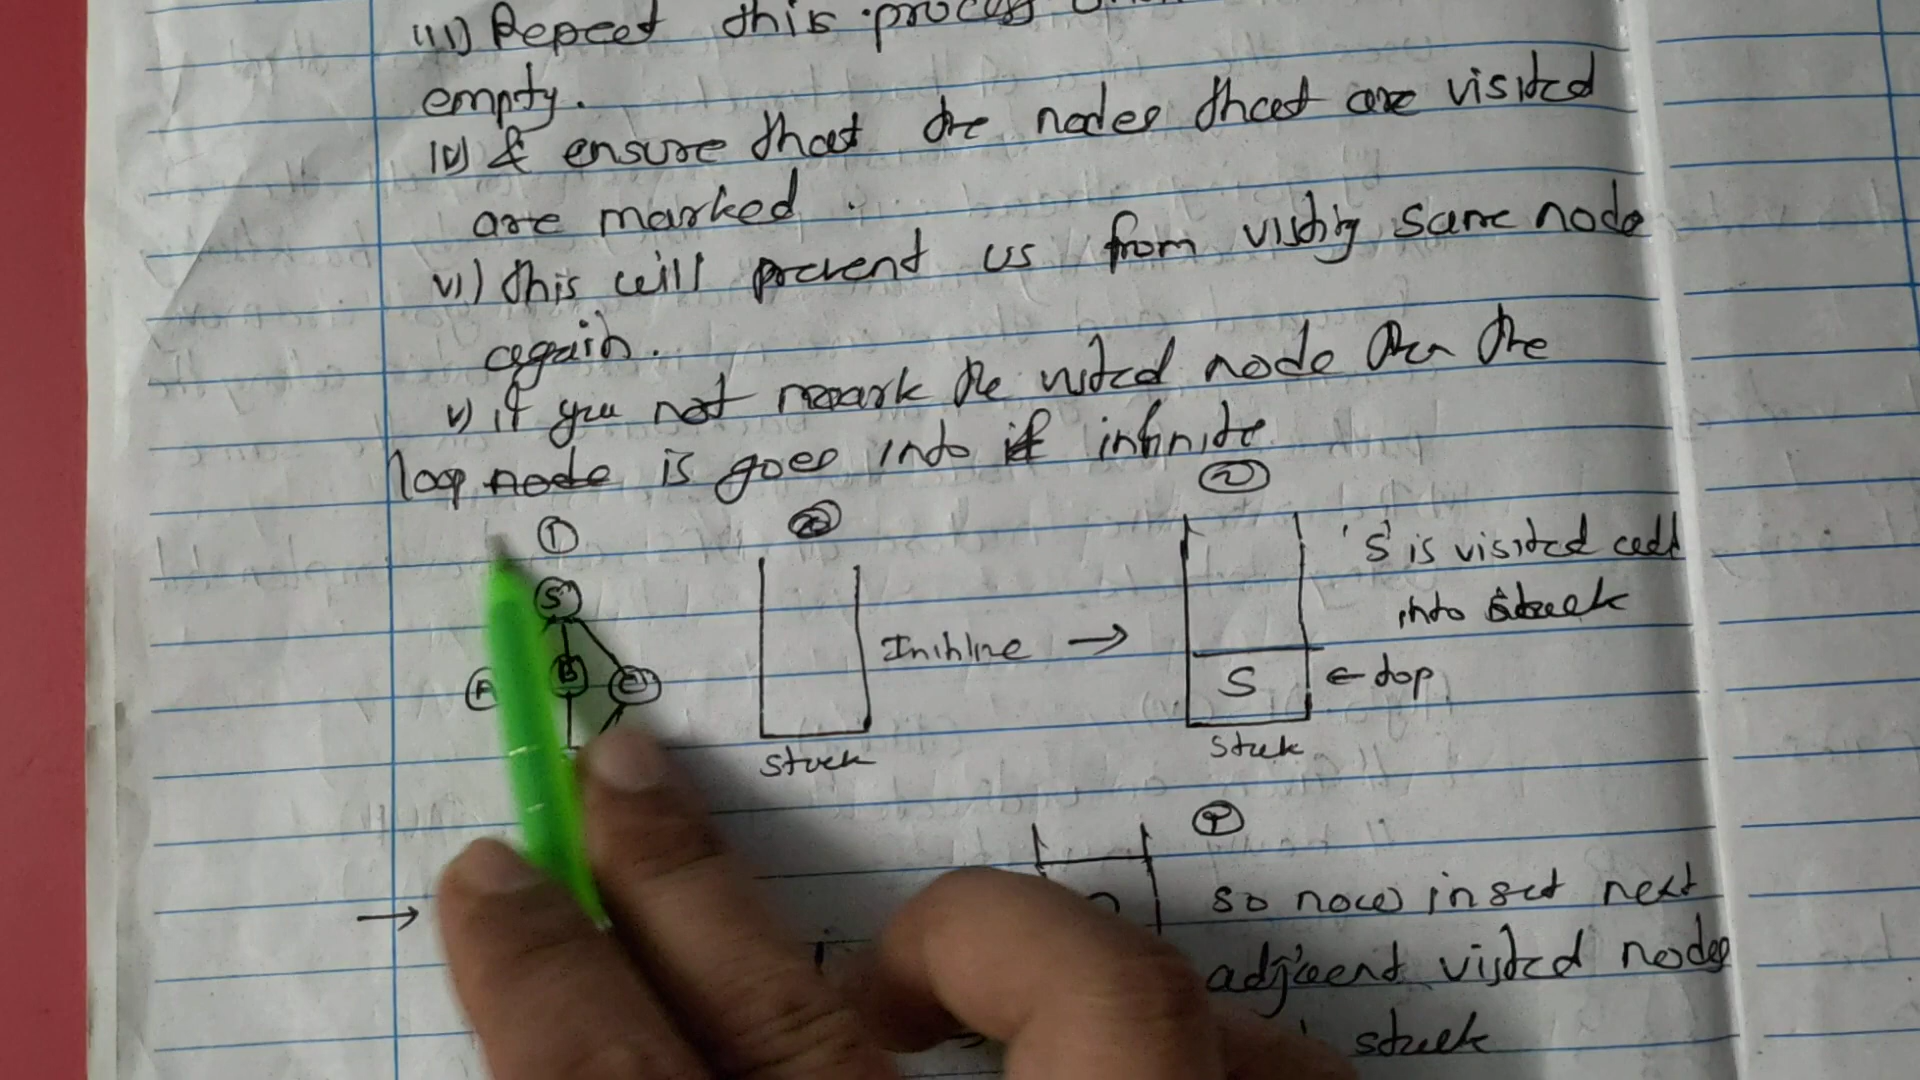 iii) Repeat this process
empty.
iv) & ensure that the nodes that are visited
are marked.
vi) this will prevent us from visiting same node
again.
v) if you not mark the visited node then the
loop node is goes into if infinite
① ②
S
'S' is visited add
into stack
A B C
Initilize →
S ← top
stack
stack
④
→
so now insert next
adjacent visited nodes
stack